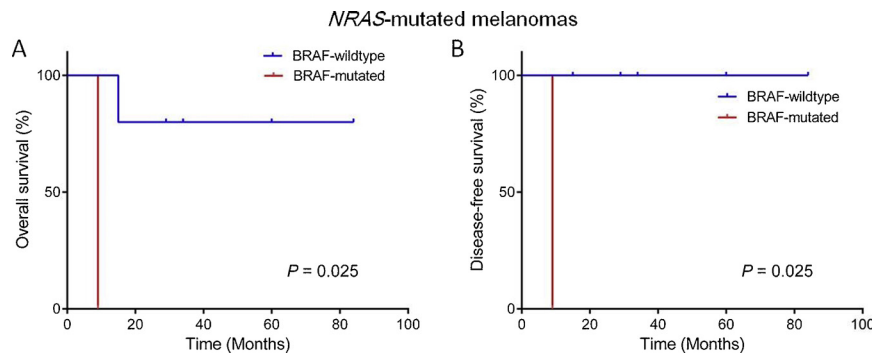 NRAS-mutated melanomas
A
BRAF-wildtype
BRAF-mutated
Overall survival (%)
100
50
0
P = 0.025
0 20 40 60 80 100
Time (Months)
B
BRAF-wildtype
BRAF-mutated
Disease-free survival (%)
100
50
0
P = 0.025
0 20 40 60 80 100
Time (Months)